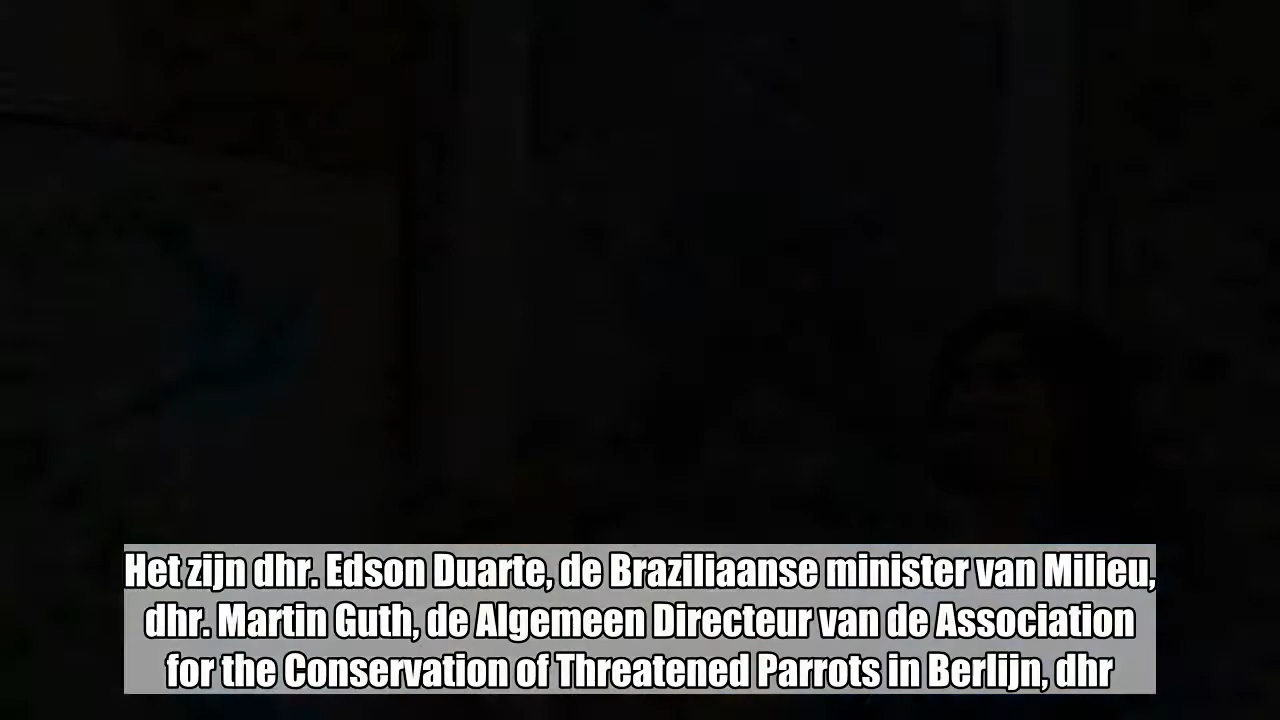 Het zijn dhr. Edson Duarte, de Braziliaanse minister van Milieu,
dhr. Martin Guth, de Algemeen Directeur van de Association
for the Conservation of Threatened Parrots in Berlijn, dhr